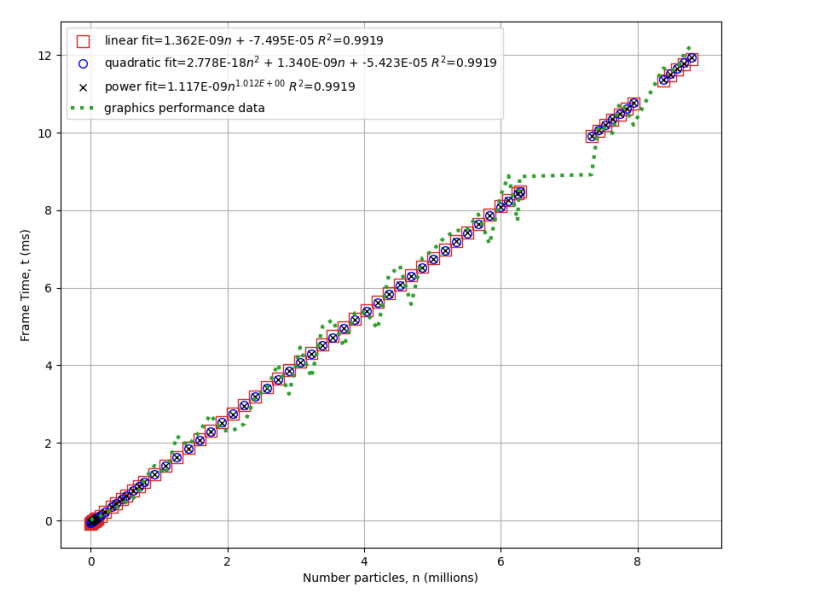 linear fit=1.362E-09n + -7.495E-05 R²=0.9919
quadratic fit=2.778E-18n² + 1.340E-09n + -5.423E-05 R²=0.9919
power fit=1.117E-09n^1.012E+00 R²=0.9919
graphics performance data
12
10
8
6
4
2
0
Frame Time, t (ms)
0 2 4 6 8
Number particles, n (millions)